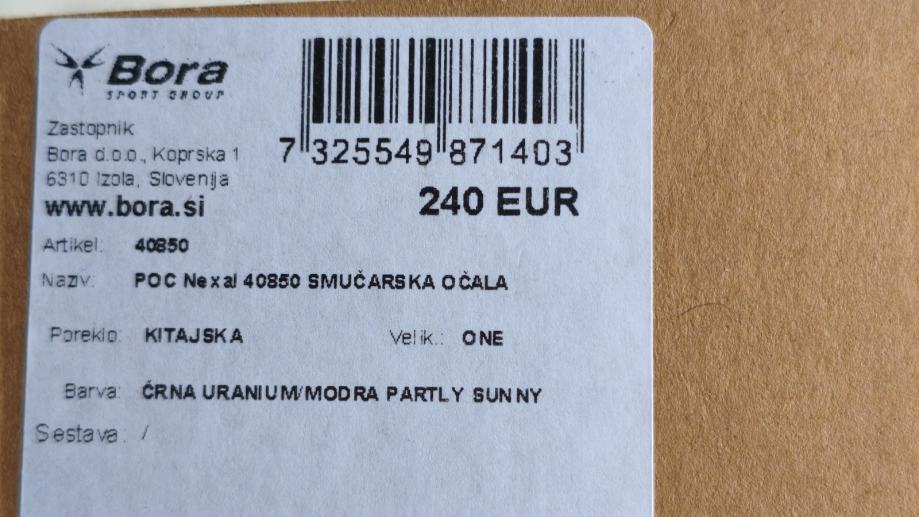 Bora
SPORT GROUP
Zastopnik
Bora d.o.o., Koprska 1
6310 Izola, Slovenija
www.bora.si
7 325549 871403
240 EUR
Artikel: 40850
Naziv: POC Nexal 40850 SMUČARSKA OČALA
Poreklo: KITAJSKA Velik.: ONE
Barva: ČRNA URANIUM/MODRA PARTLY SUNNY
Sestava: /